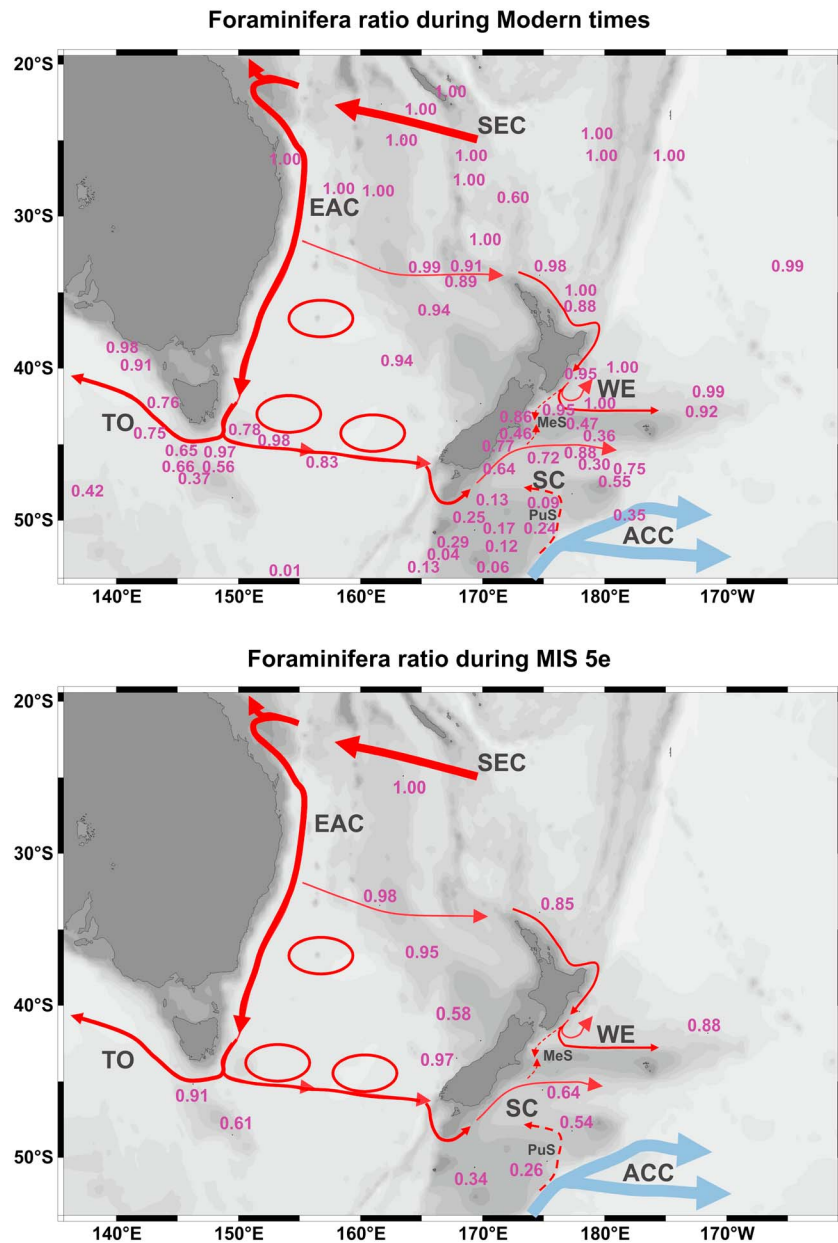 Foraminifera ratio during Modern times
20°S
1.00
1.00
SEC
1.00
1.00
1.00
1.00
1.00
1.00
1.00
1.00
1.00
0.60
30°S
EAC
1.00
0.99
0.91
0.98
0.99
0.89
1.00
0.94
0.88
0.98
0.94
40°S
0.91
1.00
0.95
WE
0.99
0.76
0.95
1.00
0.92
TO
0.75
0.78
0.86
MeS
0.47
0.98
0.46
0.36
0.65
0.97
0.77
0.88
0.66
0.56
0.83
0.64
0.72
0.30
0.75
0.37
0.55
0.42
SC
0.13
0.09
50°S
0.25
PuS
0.35
0.17
0.24
ACC
0.29
0.12
0.04
0.13
0.06
0.01
140°E
150°E
160°E
170°E
180°E
170°W
Foraminifera ratio during MIS 5e
20°S
SEC
1.00
EAC
30°S
0.98
0.85
0.95
40°S
0.58
WE
0.88
TO
0.97
MeS
0.91
0.64
SC
0.61
0.54
50°S
PuS
0.34
0.26
ACC
140°E
150°E
160°E
170°E
180°E
170°W